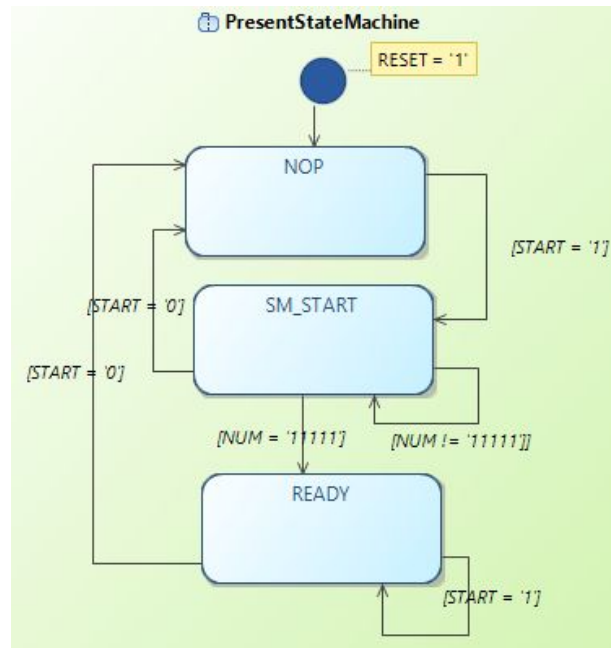 PresentStateMachine
RESET = '1'
NOP
[START = '1']
SM_START
[START = '0']
[START = '0']
[NUM = '11111']
[NUM != '11111']]
READY
[START = '1']